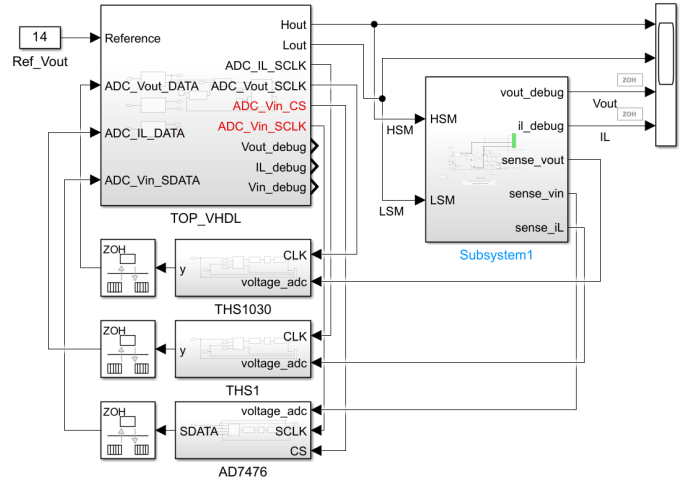 14
Ref_Vout
Reference
ADC_Vout_DATA
ADC_IL_DATA
ADC_Vin_SDATA
Hout
Lout
ADC_IL_SCLK
ADC_Vout_SCLK
ADC_Vin_CS
ADC_Vin_SCLK
Vout_debug
IL_debug
Vin_debug
TOP_VHDL
HSM
LSM
HSM
LSM
vout_debug
il_debug
sense_vout
sense_vin
sense_iL
Subsystem1
ZOH
Vout
ZOH
IL
ZOH
y
CLK
voltage_adc
THS1030
ZOH
y
CLK
voltage_adc
THS1
ZOH
SDATA
voltage_adc
SCLK
CS
AD7476